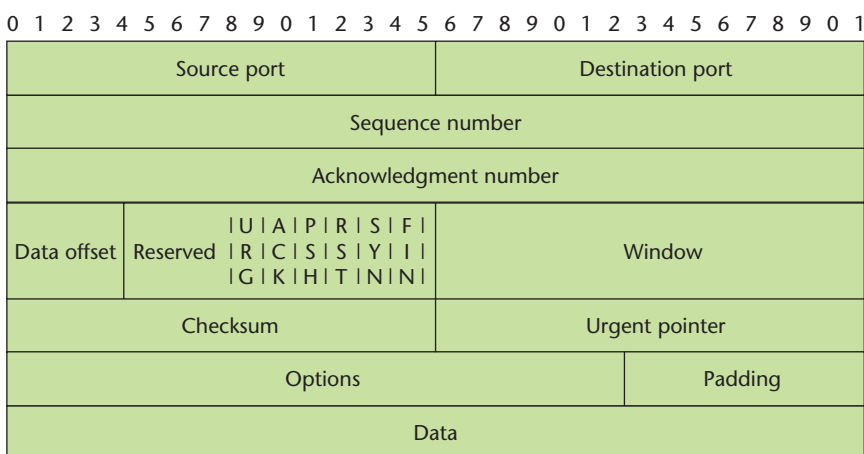 0 1 2 3 4 5 6 7 8 9 0 1 2 3 4 5 6 7 8 9 0 1 2 3 4 5 6 7 8 9 0 1
Source port Destination port
Sequence number
Acknowledgment number
|U|A|P|R|S|F|
Data offset Reserved |R|C|S|S|Y|I| Window
|G|K|H|T|N|N|
Checksum Urgent pointer
Options Padding
Data